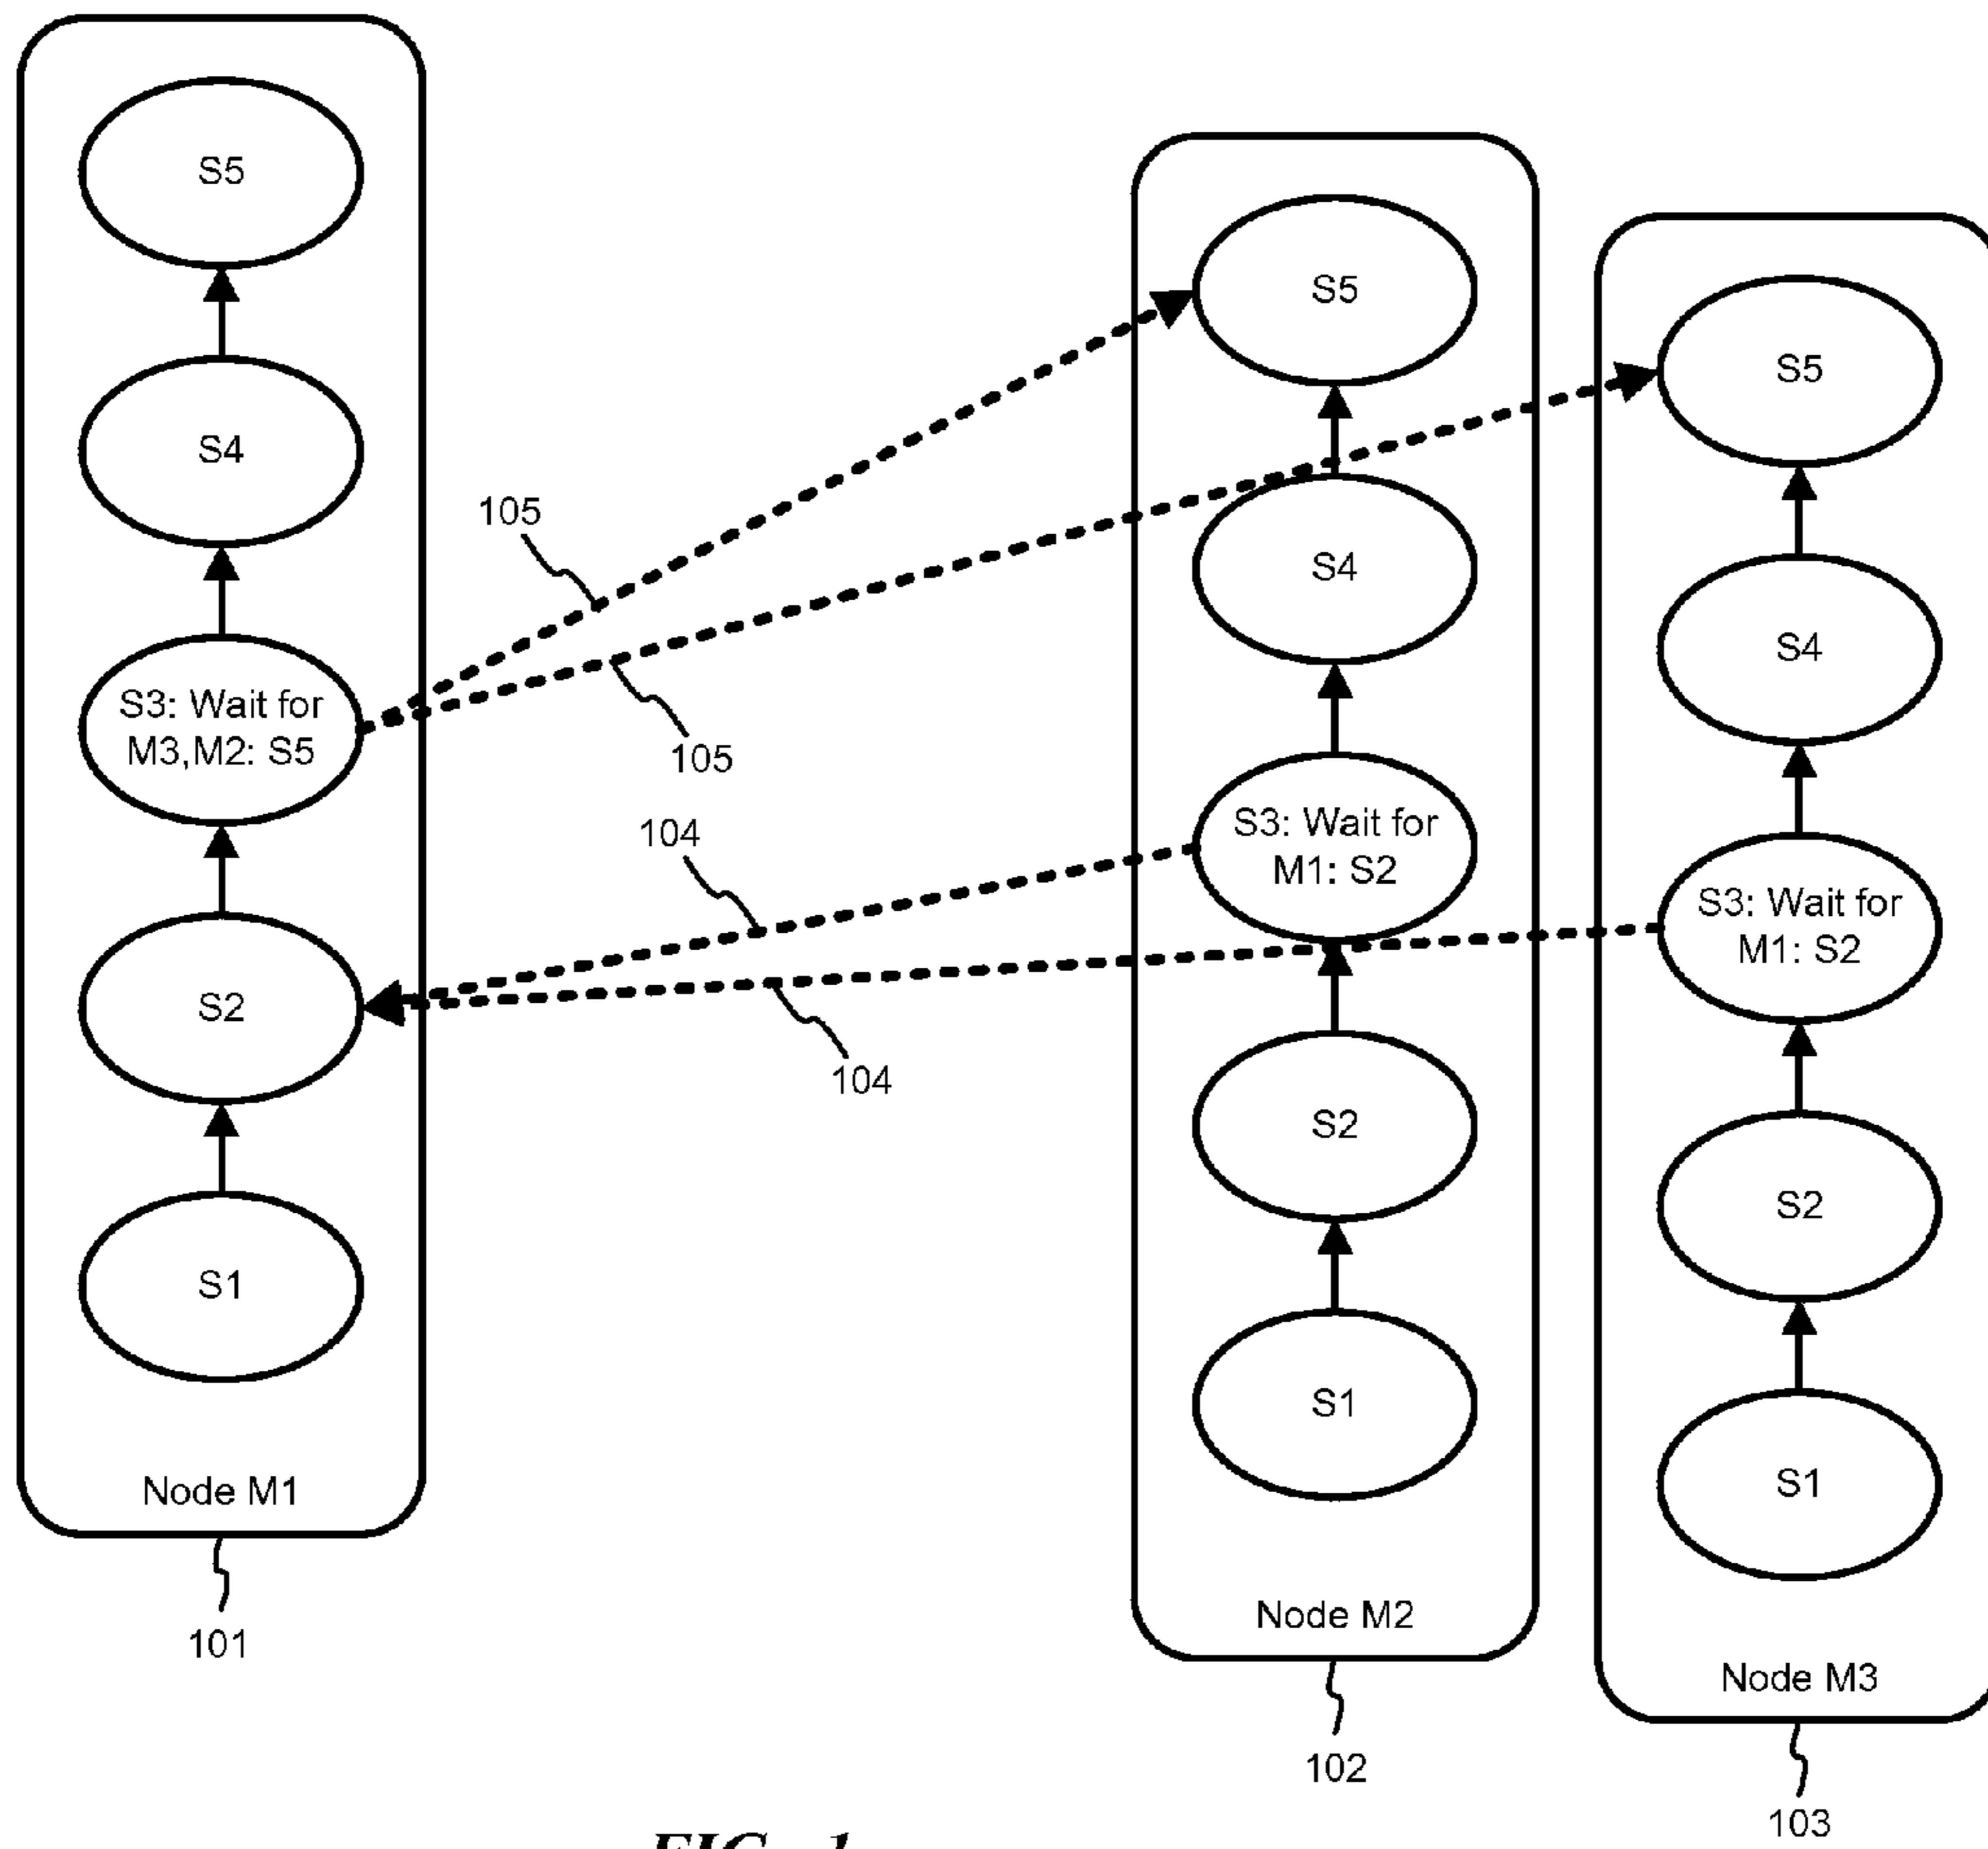 S5
S4
S3: Wait for
M3,M2: S5
S2
S1
Node M1
101
105
105
104
104
S5
S4
S3: Wait for
M1: S2
S2
S1
Node M2
102
S5
S4
S3: Wait for
M1: S2
S2
S1
Node M3
103
FIG. 1